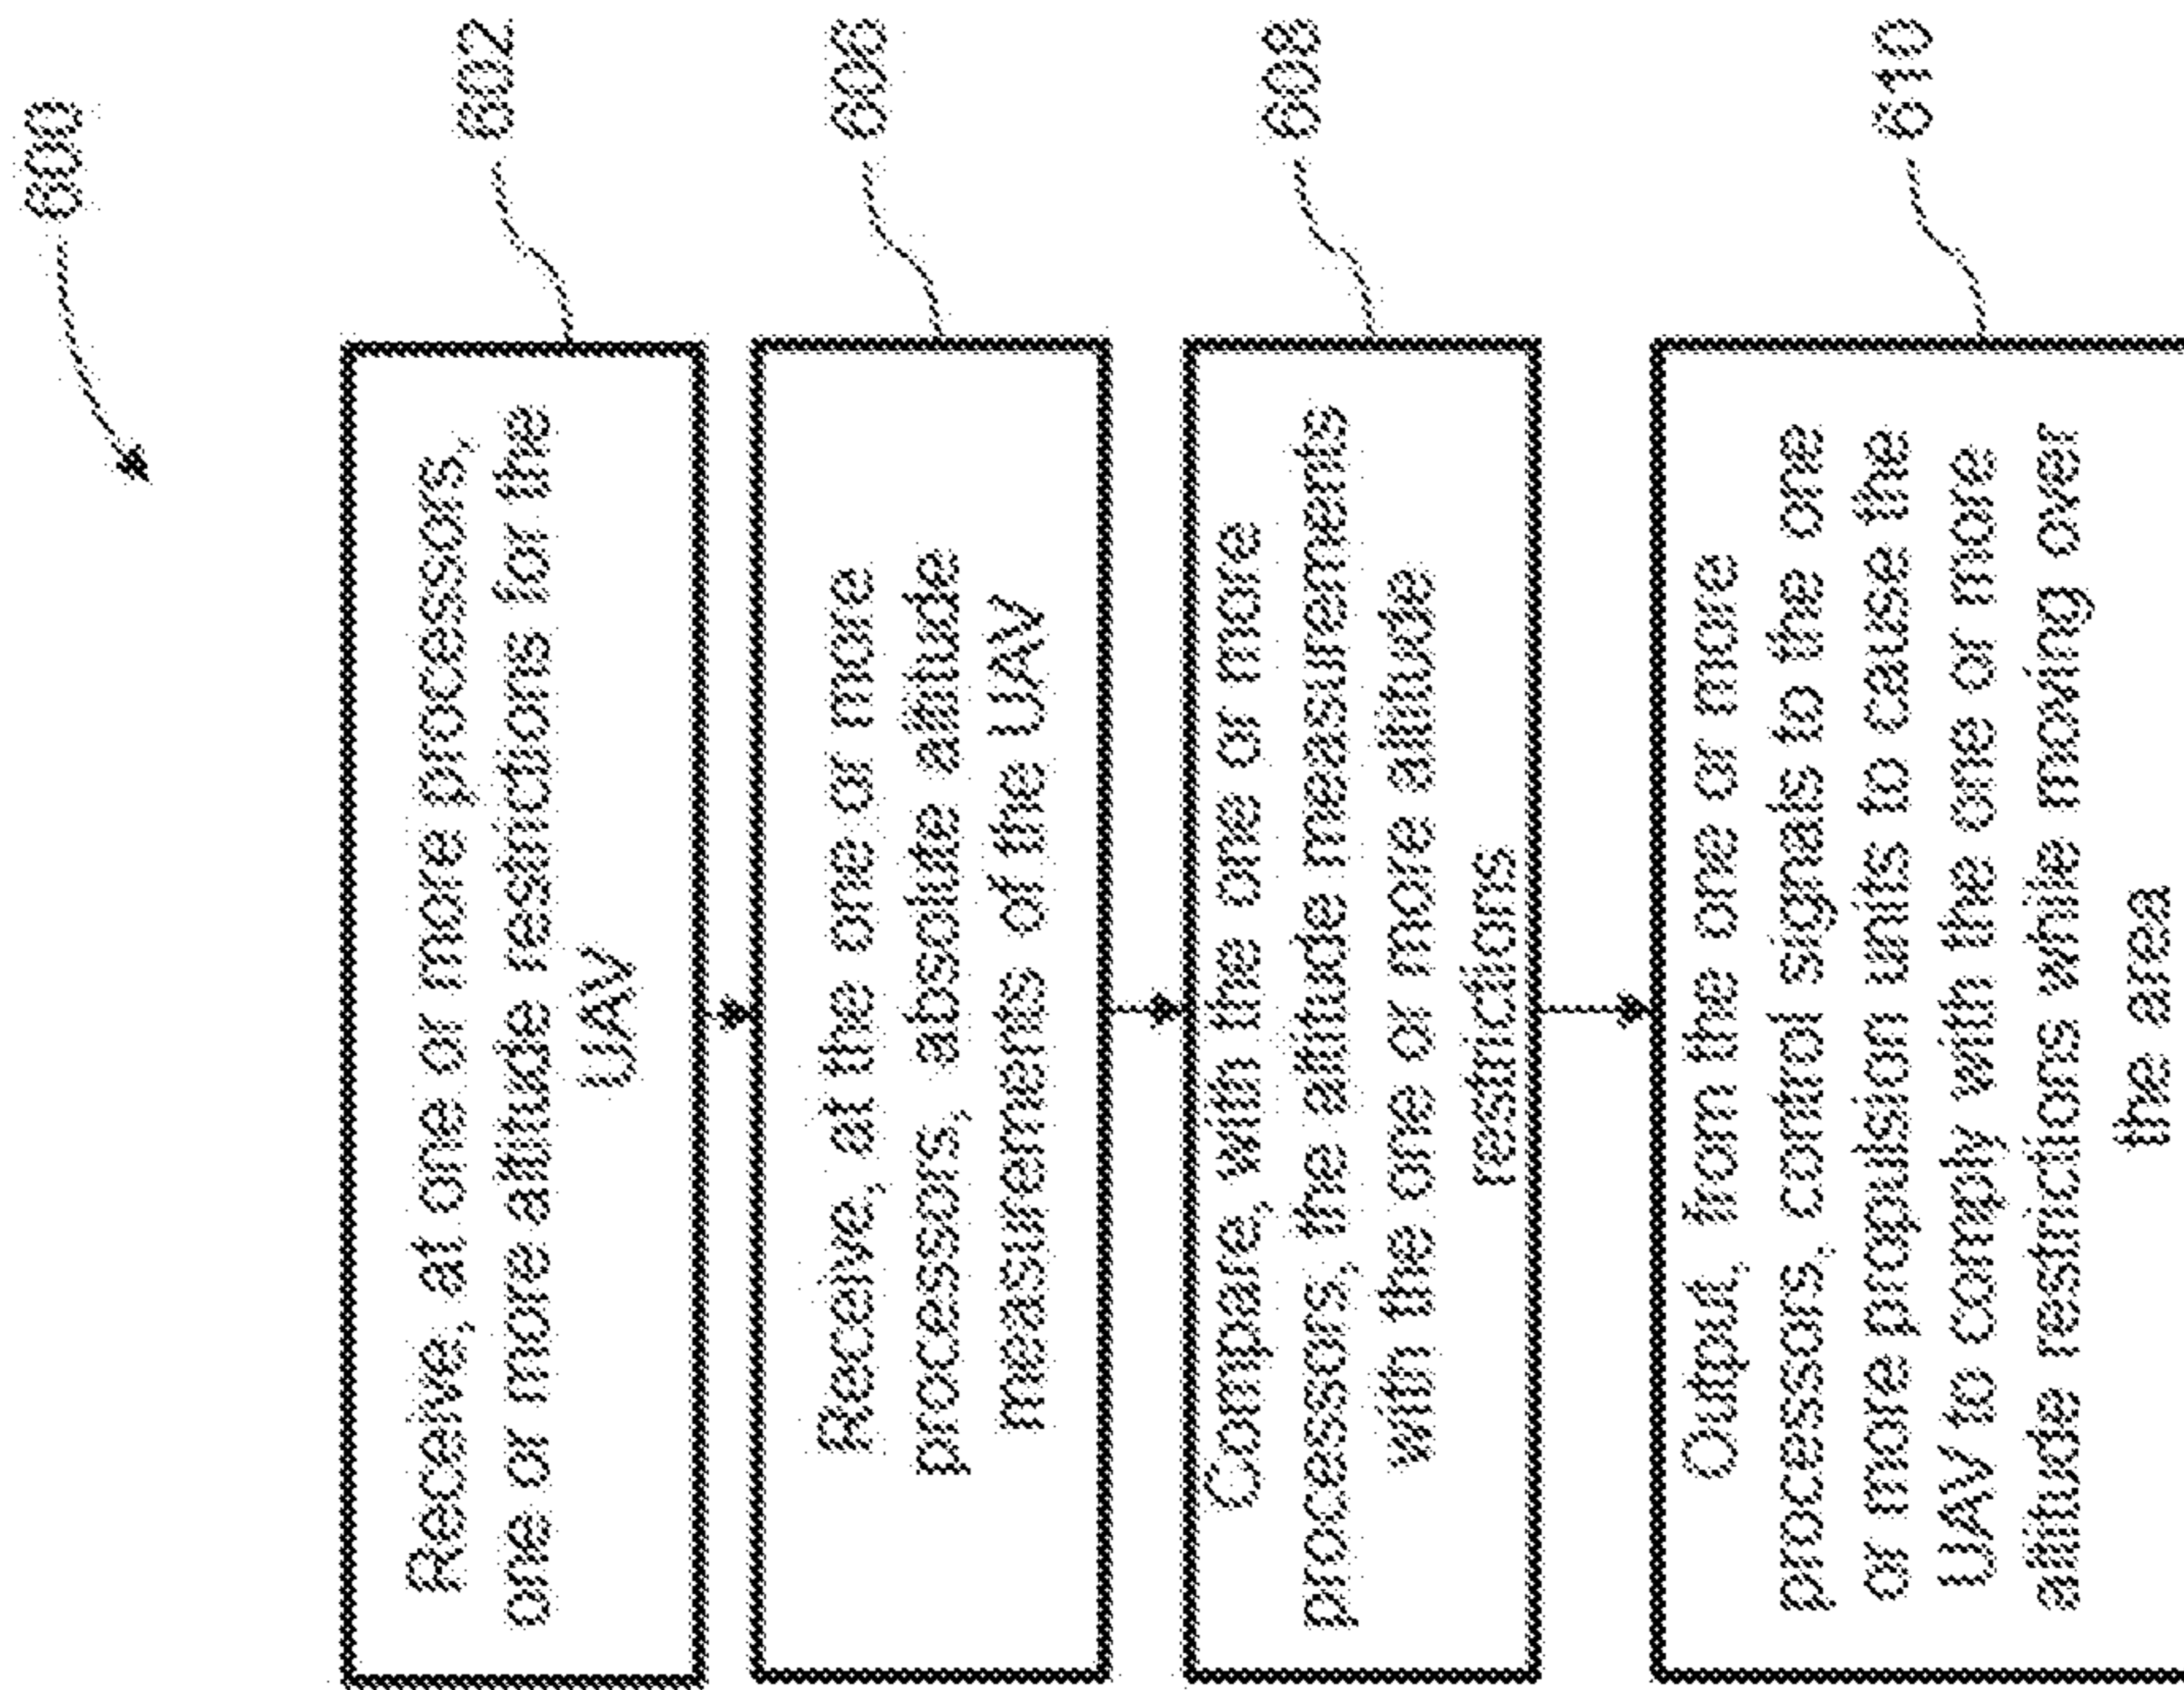 600
602
Receive, at one or more processors,
one or more altitude restrictions for the
UAV
606
Receive, at the one or more
processors, absolute altitude
measurements of the UAV
608
Compare, with the one or more
processors, the altitude measurements
with the one or more altitude
restrictions
610
Output, from the one or more
processors, control signals to the one
or more propulsion units to cause the
UAV to comply with the one or more
altitude restrictions while moving over
the area